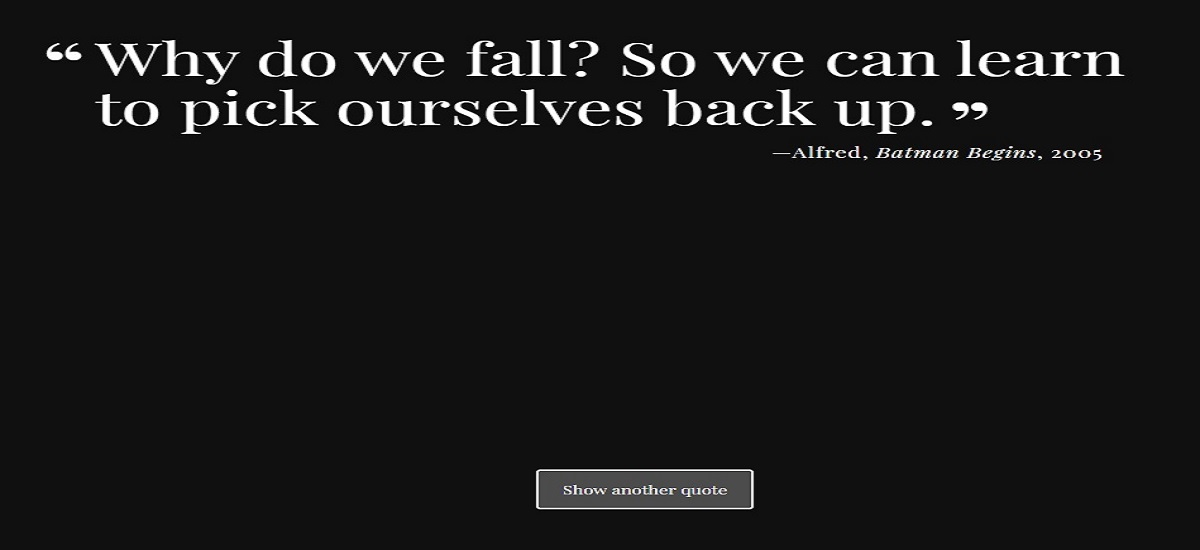 “ Why do we fall? So we can learn
to pick ourselves back up. ”
—Alfred, Batman Begins, 2005
Show another quote